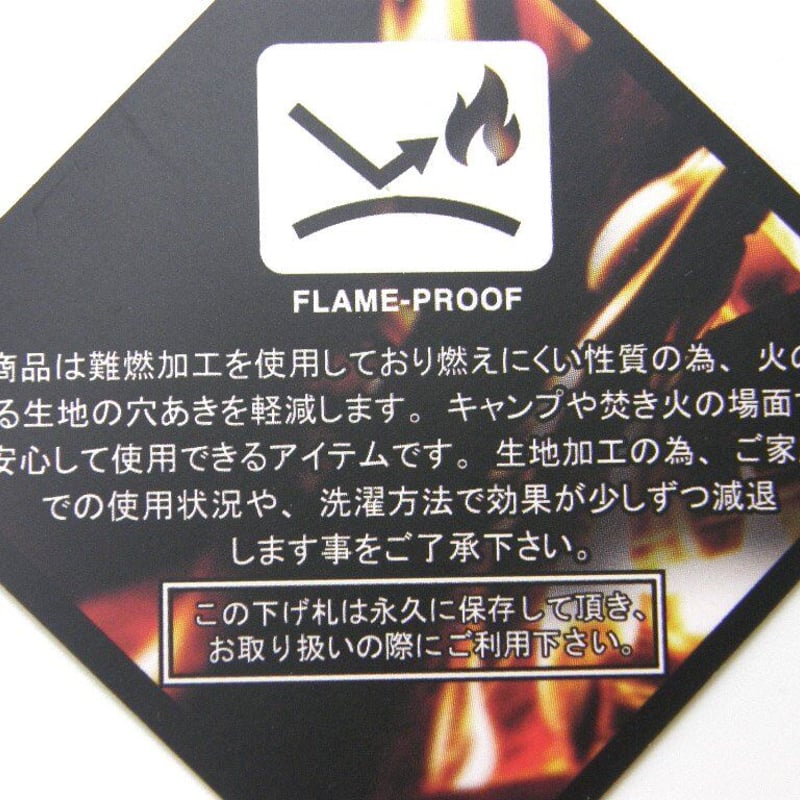 FLAME-PROOF
商品は難燃加工を使用しており燃えにくい性質の為、火の
る生地の穴あきを軽減します。キャンプや焚き火の場面
安心して使用できるアイテムです。生地加工の為、ご家
での使用状況や、洗濯方法で効果が少しずつ減退
します事をご了承下さい。
この下げ札は永久に保存して頂き、
お取り扱いの際にご利用下さい。